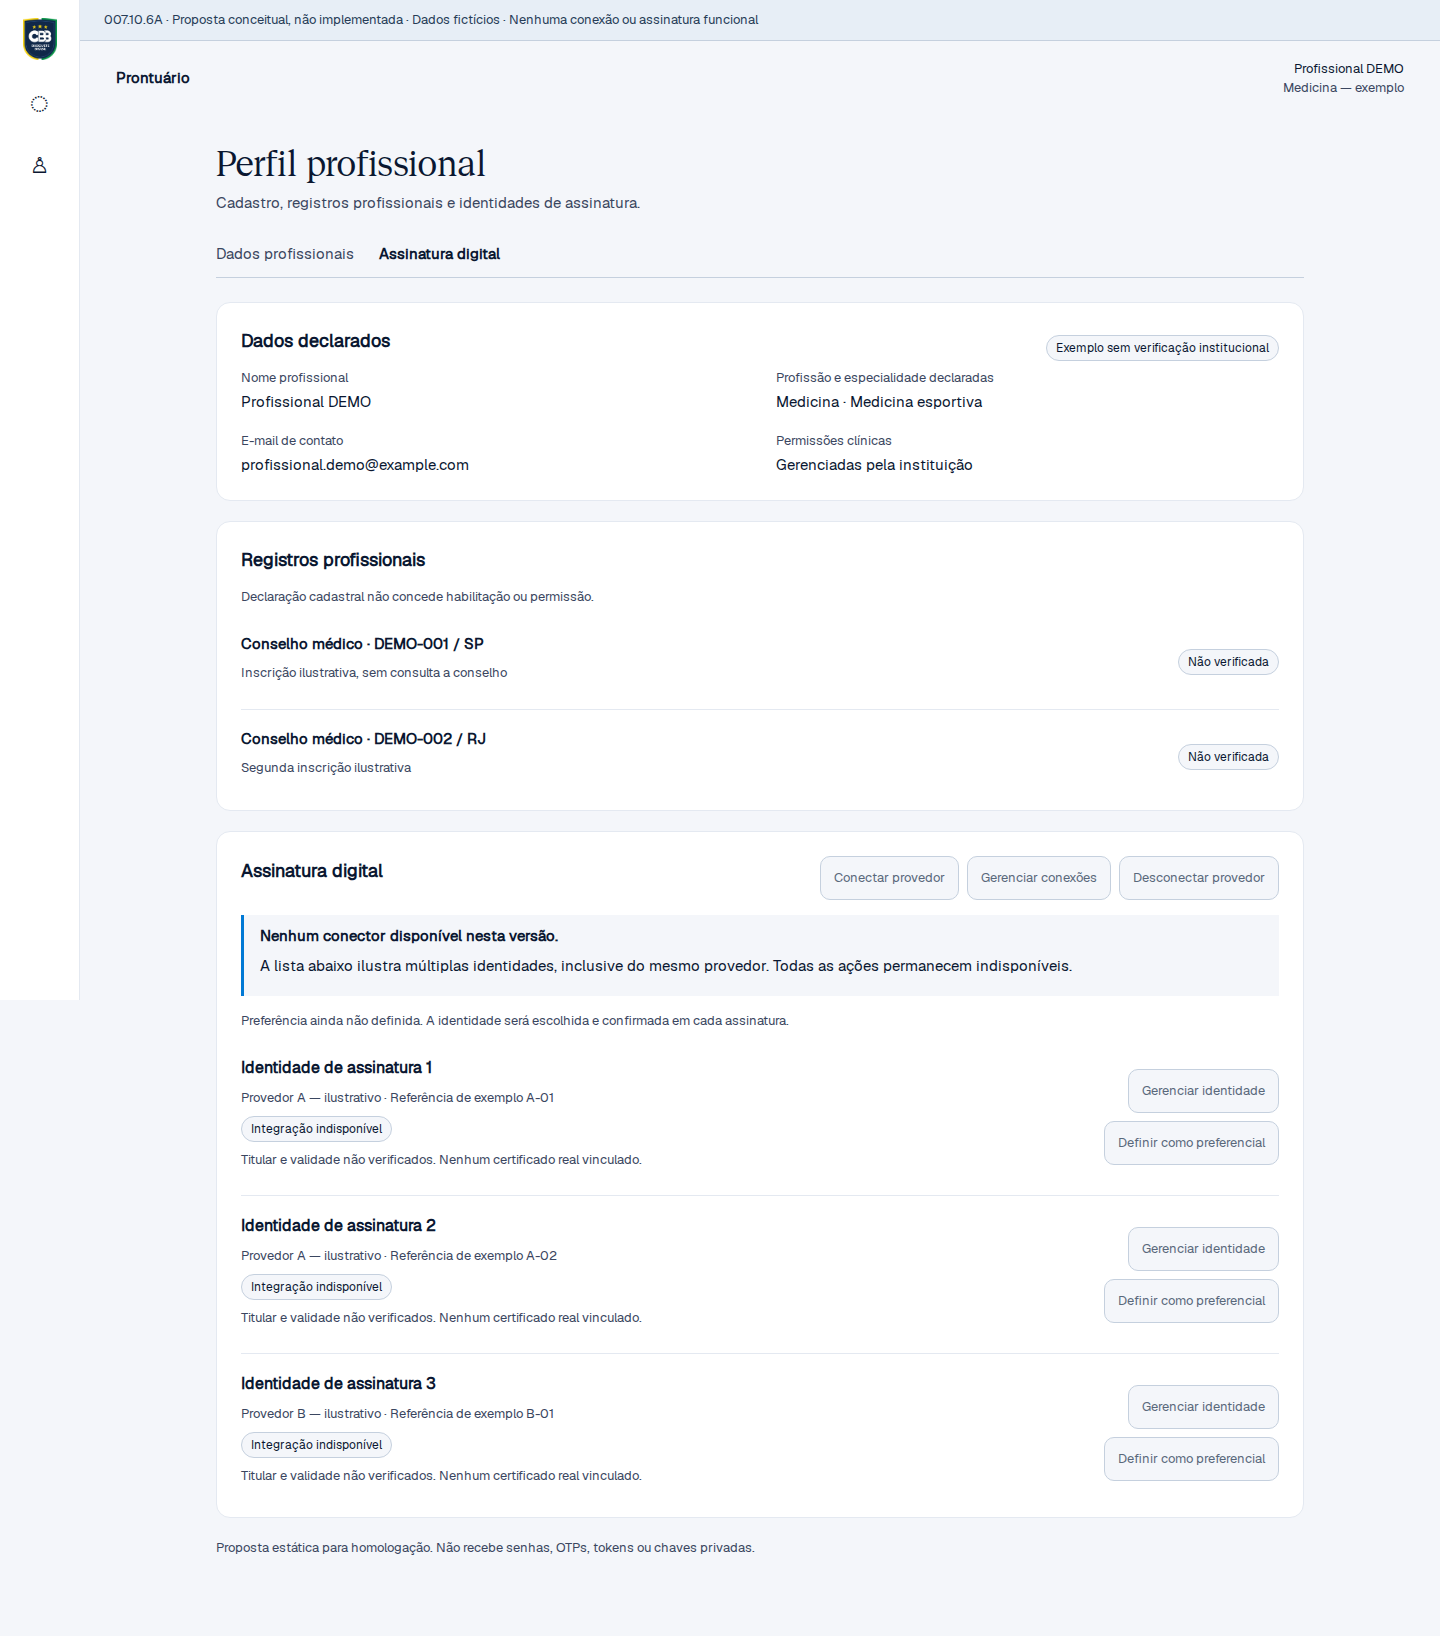 007.10.6A · Proposta conceitual, não implementada · Dados fictícios · Nenhuma conexão ou assinatura funcional
CBB
Prontuário
Profissional DEMO
Medicina — exemplo
Perfil profissional
Cadastro, registros profissionais e identidades de assinatura.
Dados profissionais
Assinatura digital
Dados declarados
Exemplo sem verificação institucional
Nome profissional
Profissional DEMO
Profissão e especialidade declaradas
Medicina · Medicina esportiva
E-mail de contato
profissional.demo@example.com
Permissões clínicas
Gerenciadas pela instituição
Registros profissionais
Declaração cadastral não concede habilitação ou permissão.
Conselho médico · DEMO-001 / SP
Inscrição ilustrativa, sem consulta a conselho
Não verificada
Conselho médico · DEMO-002 / RJ
Segunda inscrição ilustrativa
Não verificada
Assinatura digital
Conectar provedor
Gerenciar conexões
Desconectar provedor
Nenhum conector disponível nesta versão.
A lista abaixo ilustra múltiplas identidades, inclusive do mesmo provedor. Todas as ações permanecem indisponíveis.
Preferência ainda não definida. A identidade será escolhida e confirmada em cada assinatura.
Identidade de assinatura 1
Provedor A — ilustrativo · Referência de exemplo A-01
Integração indisponível
Titular e validade não verificados. Nenhum certificado real vinculado.
Gerenciar identidade
Definir como preferencial
Identidade de assinatura 2
Provedor A — ilustrativo · Referência de exemplo A-02
Integração indisponível
Titular e validade não verificados. Nenhum certificado real vinculado.
Gerenciar identidade
Definir como preferencial
Identidade de assinatura 3
Provedor B — ilustrativo · Referência de exemplo B-01
Integração indisponível
Titular e validade não verificados. Nenhum certificado real vinculado.
Gerenciar identidade
Definir como preferencial
Proposta estática para homologação. Não recebe senhas, OTPs, tokens ou chaves privadas.